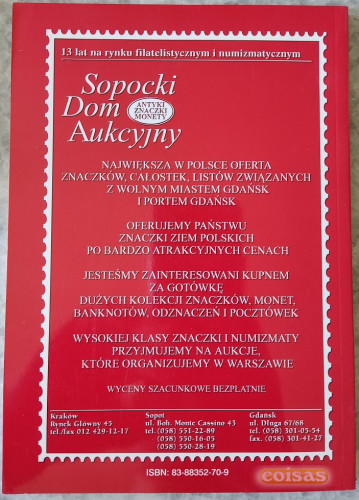 13 lat na rynku filatelistycznym i numizmatycznym
Sopocki
Dom
ANTYKI
ZNACZKI
MONETY
Aukcyjny
NAJWIĘKSZA W POLSCE OFERTA
ZNACZKÓW, CAŁOSTEK, LISTÓW ZWIĄZANYCH
Z WOLNYM MIASTEM GDAŃSK
I PORTEM GDAŃSK
OFERUJEMY PAŃSTWU
ZNACZKI ZIEM POLSKICH
PO BARDZO ATRAKCYJNYCH CENACH
JESTEŚMY ZAINTERESOWANI KUPNEM
ZA GOTÓWKĘ
DUŻYCH KOLEKCJI ZNACZKÓW, MONET,
BANKNOTÓW, ODZNACZEŃ I POCZTÓWEK
WYSOKIEJ KLASY ZNACZKI I NUMIZMATY
PRZYJMUJEMY NA AUKCJE,
KTÓRE ORGANIZUJEMY W WARSZAWIE
WYCENY SZACUNKOWE BEZPŁATNIE
Kraków
Rynek Główny 45
tel./fax 012 429-12-17
Sopot
ul. Boh. Monte Cassino 43
tel. (058) 551-22-89
(058) 550-16-05
(058) 550-28-19
Gdańsk
ul. Długa 67/68
tel. (058) 301-05-54
fax. (058) 301-41-27
ISBN: 83-88352-70-9
eoisas